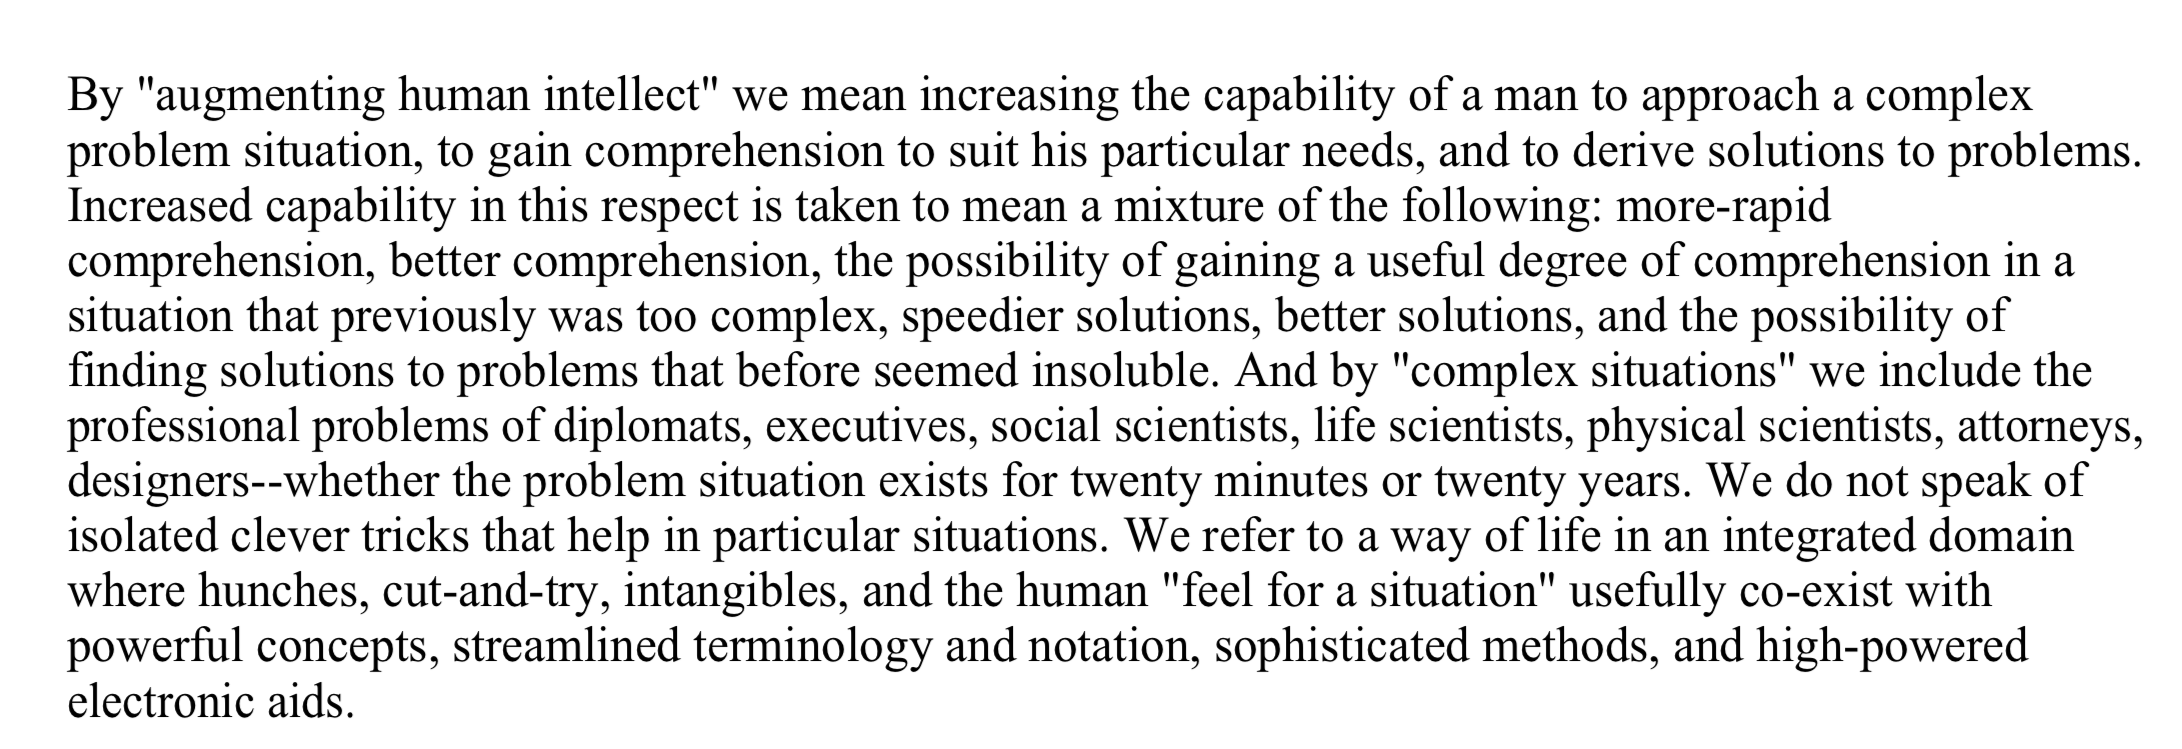 By "augmenting human intellect" we mean increasing the capability of a man to approach a complex
problem situation, to gain comprehension to suit his particular needs, and to derive solutions to problems.
Increased capability in this respect is taken to mean a mixture of the following: more-rapid
comprehension, better comprehension, the possibility of gaining a useful degree of comprehension in a
situation that previously was too complex, speedier solutions, better solutions, and the possibility of
finding solutions to problems that before seemed insoluble. And by "complex situations" we include the
professional problems of diplomats, executives, social scientists, life scientists, physical scientists, attorneys,
designers--whether the problem situation exists for twenty minutes or twenty years. We do not speak of
isolated clever tricks that help in particular situations. We refer to a way of life in an integrated domain
where hunches, cut-and-try, intangibles, and the human "feel for a situation" usefully co-exist with
powerful concepts, streamlined terminology and notation, sophisticated methods, and high-powered
electronic aids.